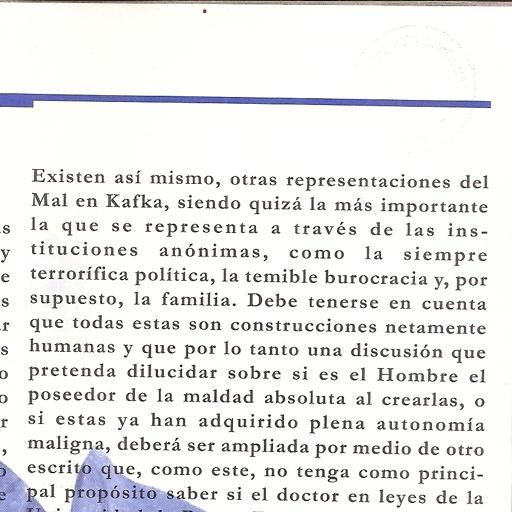 Existen así mismo, otras representaciones del
Mal en Kafka, siendo quizá la más importante
la que se representa a través de las ins-
tituciones anónimas, como la siempre
terrorífica política, la temible burocracia y, por
supuesto, la familia. Debe tenerse en cuenta
que todas estas son construcciones netamente
humanas y que por lo tanto una discusión que
pretenda dilucidar sobre si es el Hombre el
poseedor de la maldad absoluta al crearlas, o
si estas ya han adquirido plena autonomía
maligna, deberá ser ampliada por medio de otro
escrito que, como este, no tenga como princi-
pal propósito saber si el doctor en leyes de la